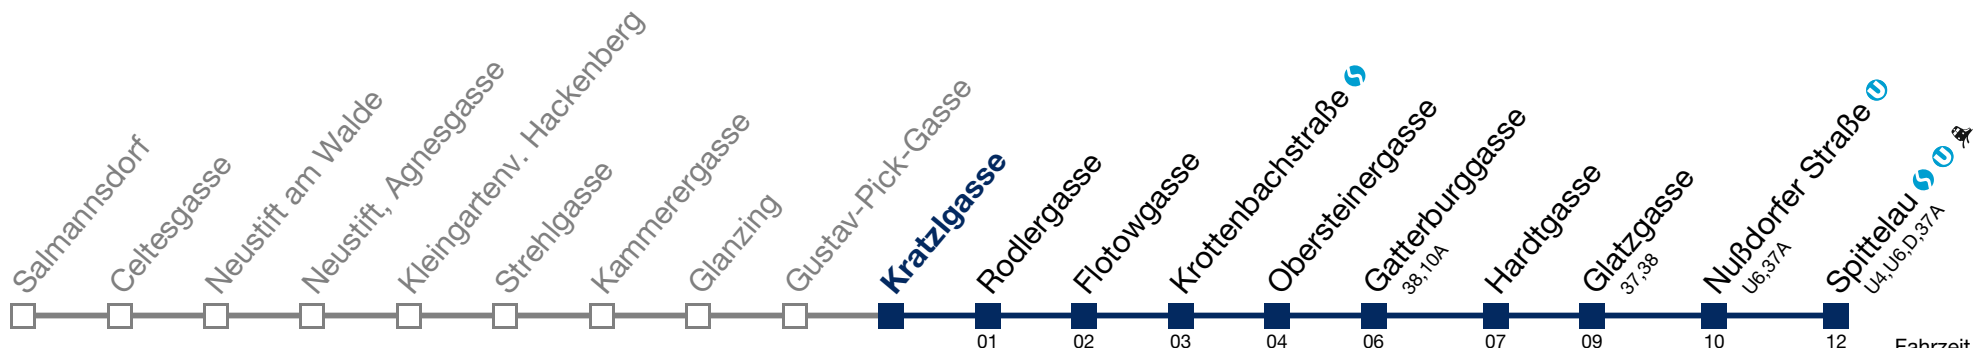 Salmannsdorf
Celtesgasse
Neustift am Walde
Neustift, Agnesgasse
Kleingartenv. Hackenberg
Strehlgasse
Kammerergasse
Glanzing
Gustav-Pick-Gasse
Kratzlgasse
Rodlergasse
Flotowgasse
Krottenbachstraße
Obersteinergasse
Gatterburggasse
38,10A
Hardtgasse
Glatzgasse
37,38
Nußdorfer Straße
U6,37A
Spittelau
U4,U6,D,37A
01 02 03 04 06 07 09 10 12 Fahrzeit